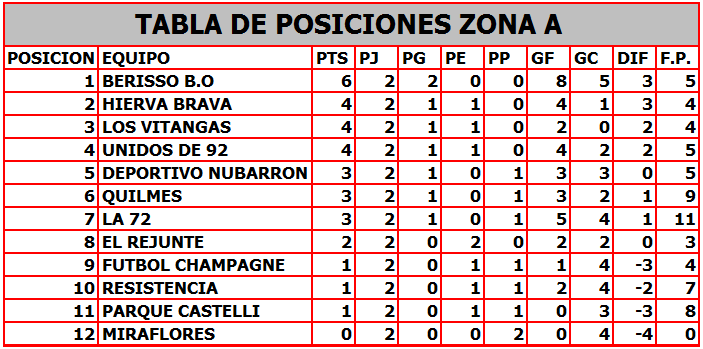 TABLA DE POSICIONES ZONA A
POSICION EQUIPO PTS PJ PG PE PP GF GC DIF F.P.
1 BERISSO B.O 6 2 2 0 0 8 5 3 5
2 HIERVA BRAVA 4 2 1 1 0 4 1 3 4
3 LOS VITANGAS 4 2 1 1 0 2 0 2 4
4 UNIDOS DE 92 4 2 1 1 0 4 2 2 5
5 DEPORTIVO NUBARRON 3 2 1 0 1 3 3 0 5
6 QUILMES 3 2 1 0 1 3 2 1 9
7 LA 72 3 2 1 0 1 5 4 1 11
8 EL REJUNTE 2 2 0 2 0 2 2 0 3
9 FUTBOL CHAMPAGNE 1 2 0 1 1 1 4 -3 4
10 RESISTENCIA 1 2 0 1 1 2 4 -2 7
11 PARQUE CASTELLI 1 2 0 1 1 0 3 -3 8
12 MIRAFLORES 0 2 0 0 2 0 4 -4 0